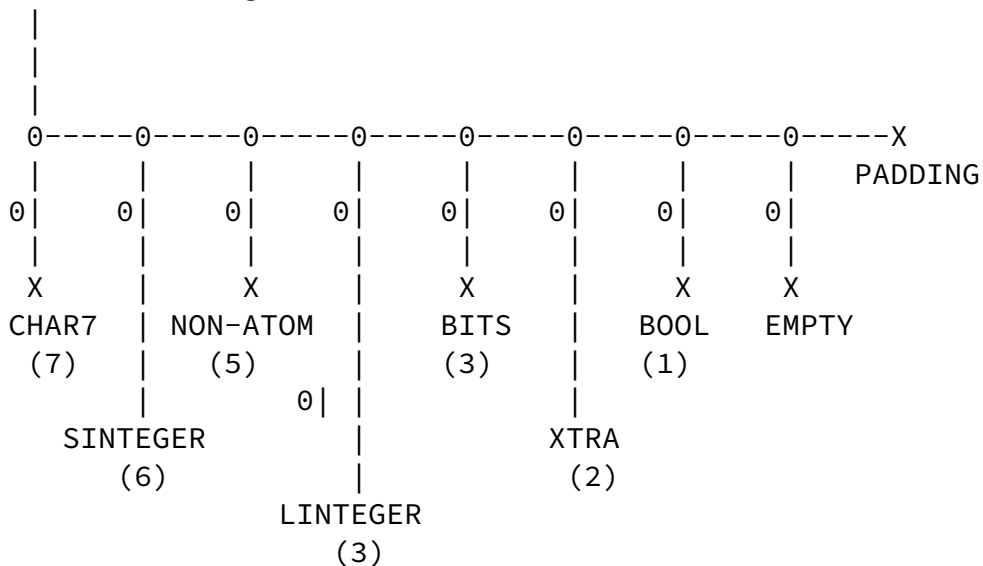 |
|
|
|
0-----0-----0-----0-----0-----0-----0-----0-----X
| | | | | | | | PADDING
0| 0| 0| 0| 0| 0| 0| 0|
| | | | | | | |
X | X | X | X X
CHAR7 | NON-ATOM | BITS | BOOL EMPTY
(7) | (5) | (3) | (1)
| 0| | |
SINTEGER | XTRA
(6) | (2)
LINTEGER
(3)